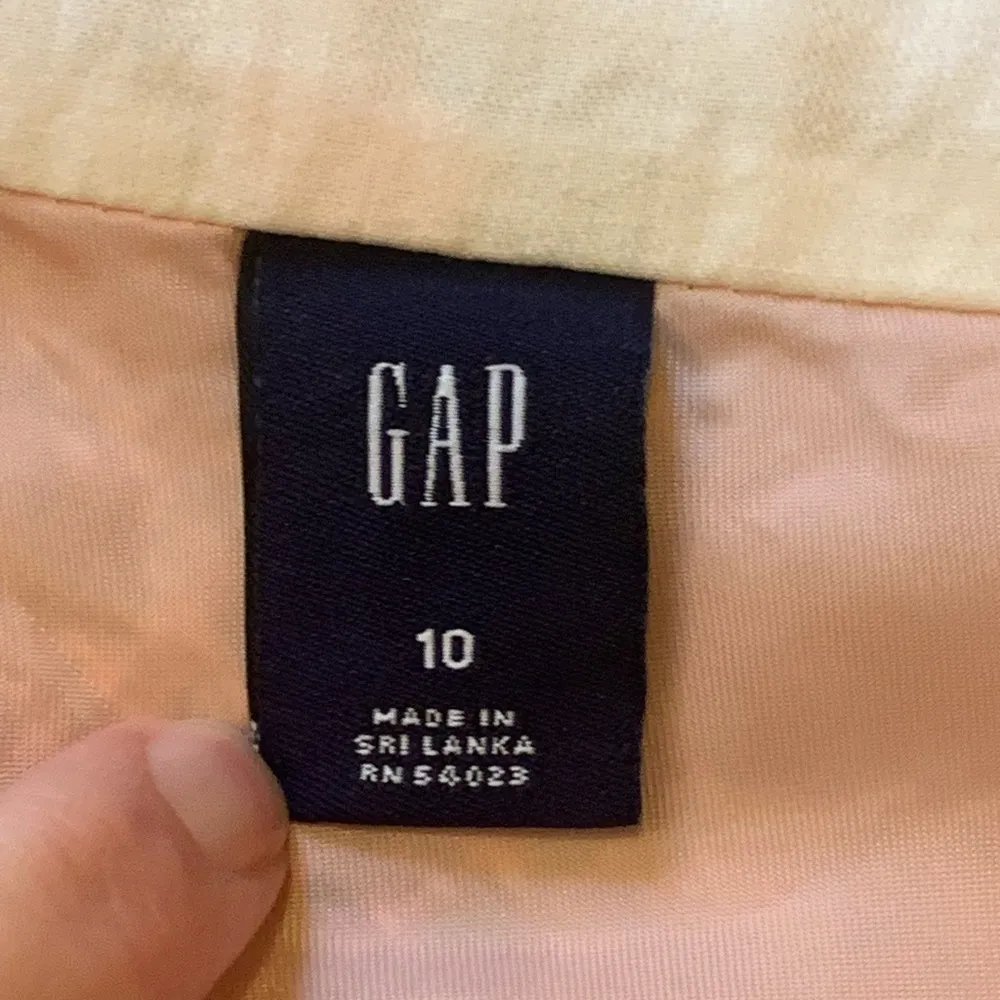 GAP
10
MADE IN
SRI LANKA
RN 54023